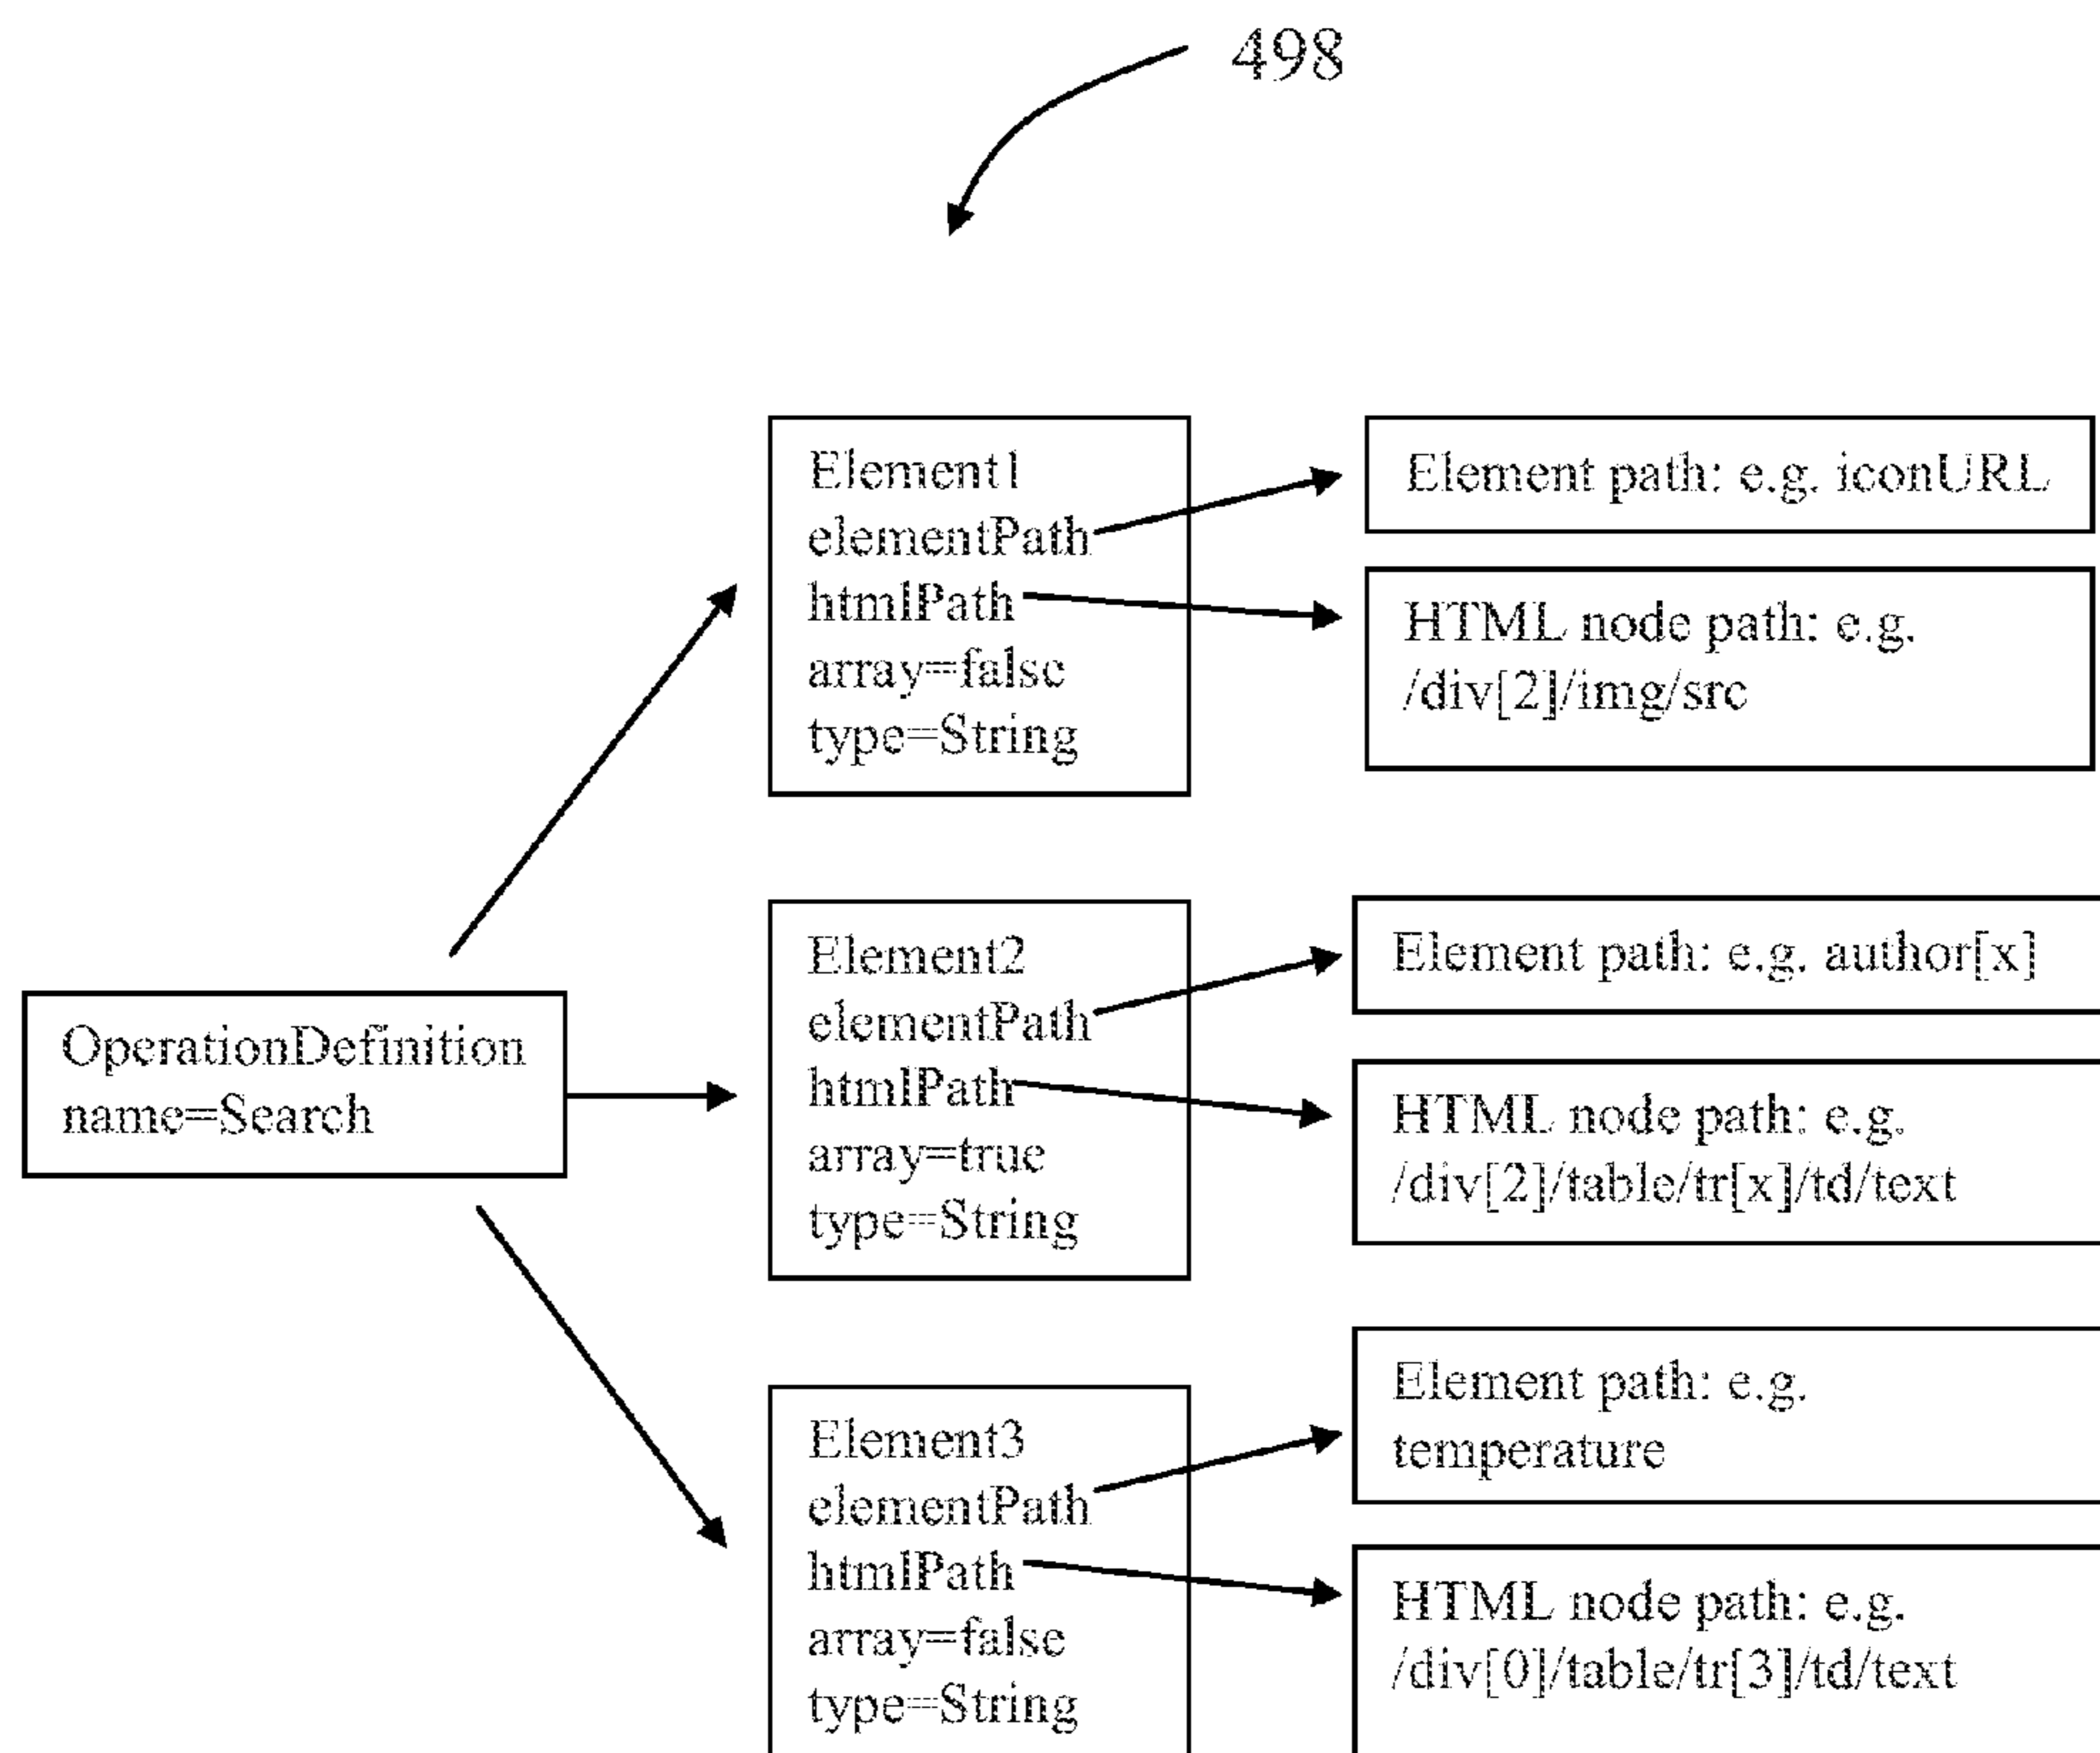 498
Element1
elementPath
htmlPath
array=false
type=String
Element path: e.g. iconURL
HTML node path: e.g.
/div[2]/img/src
OperationDefinition
name=Search
Element2
elementPath
htmlPath
array=true
type=String
Element path: e.g. author[x]
HTML node path: e.g.
/div[2]/table/tr[x]/td/text
Element3
elementPath
htmlPath
array=false
type=String
Element path: e.g.
temperature
HTML node path: e.g.
/div[0]/table/tr[3]/td/text